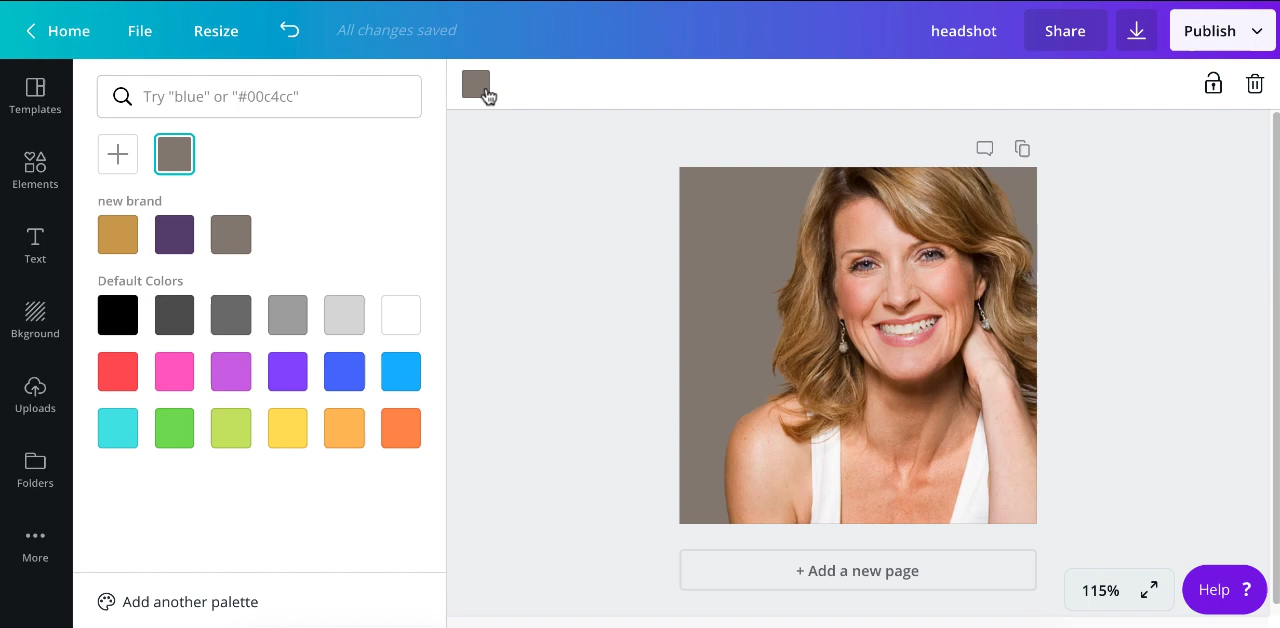 Home File Resize All changes saved headshot Share Publish
Templates
Elements
Text
Bkground
Uploads
Folders
More
Try "blue" or "#00c4cc"
new brand
Default Colors
Add another palette
+ Add a new page
115%
Help ?